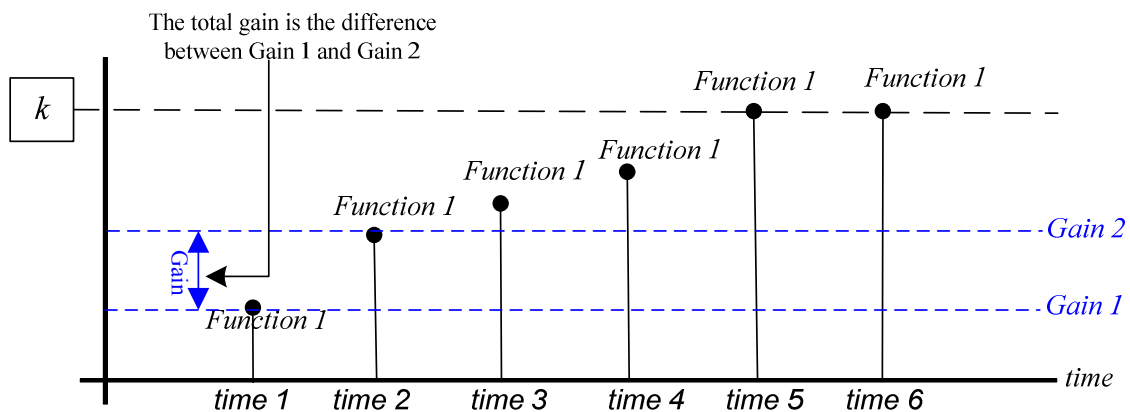 The total gain is the difference
between Gain 1 and Gain 2
k
Function 1
Function 1
Function 1
Function 1
Function 1
Function 1
Gain 2
Gain
Gain 1
time
time 1
time 2
time 3
time 4
time 5
time 6